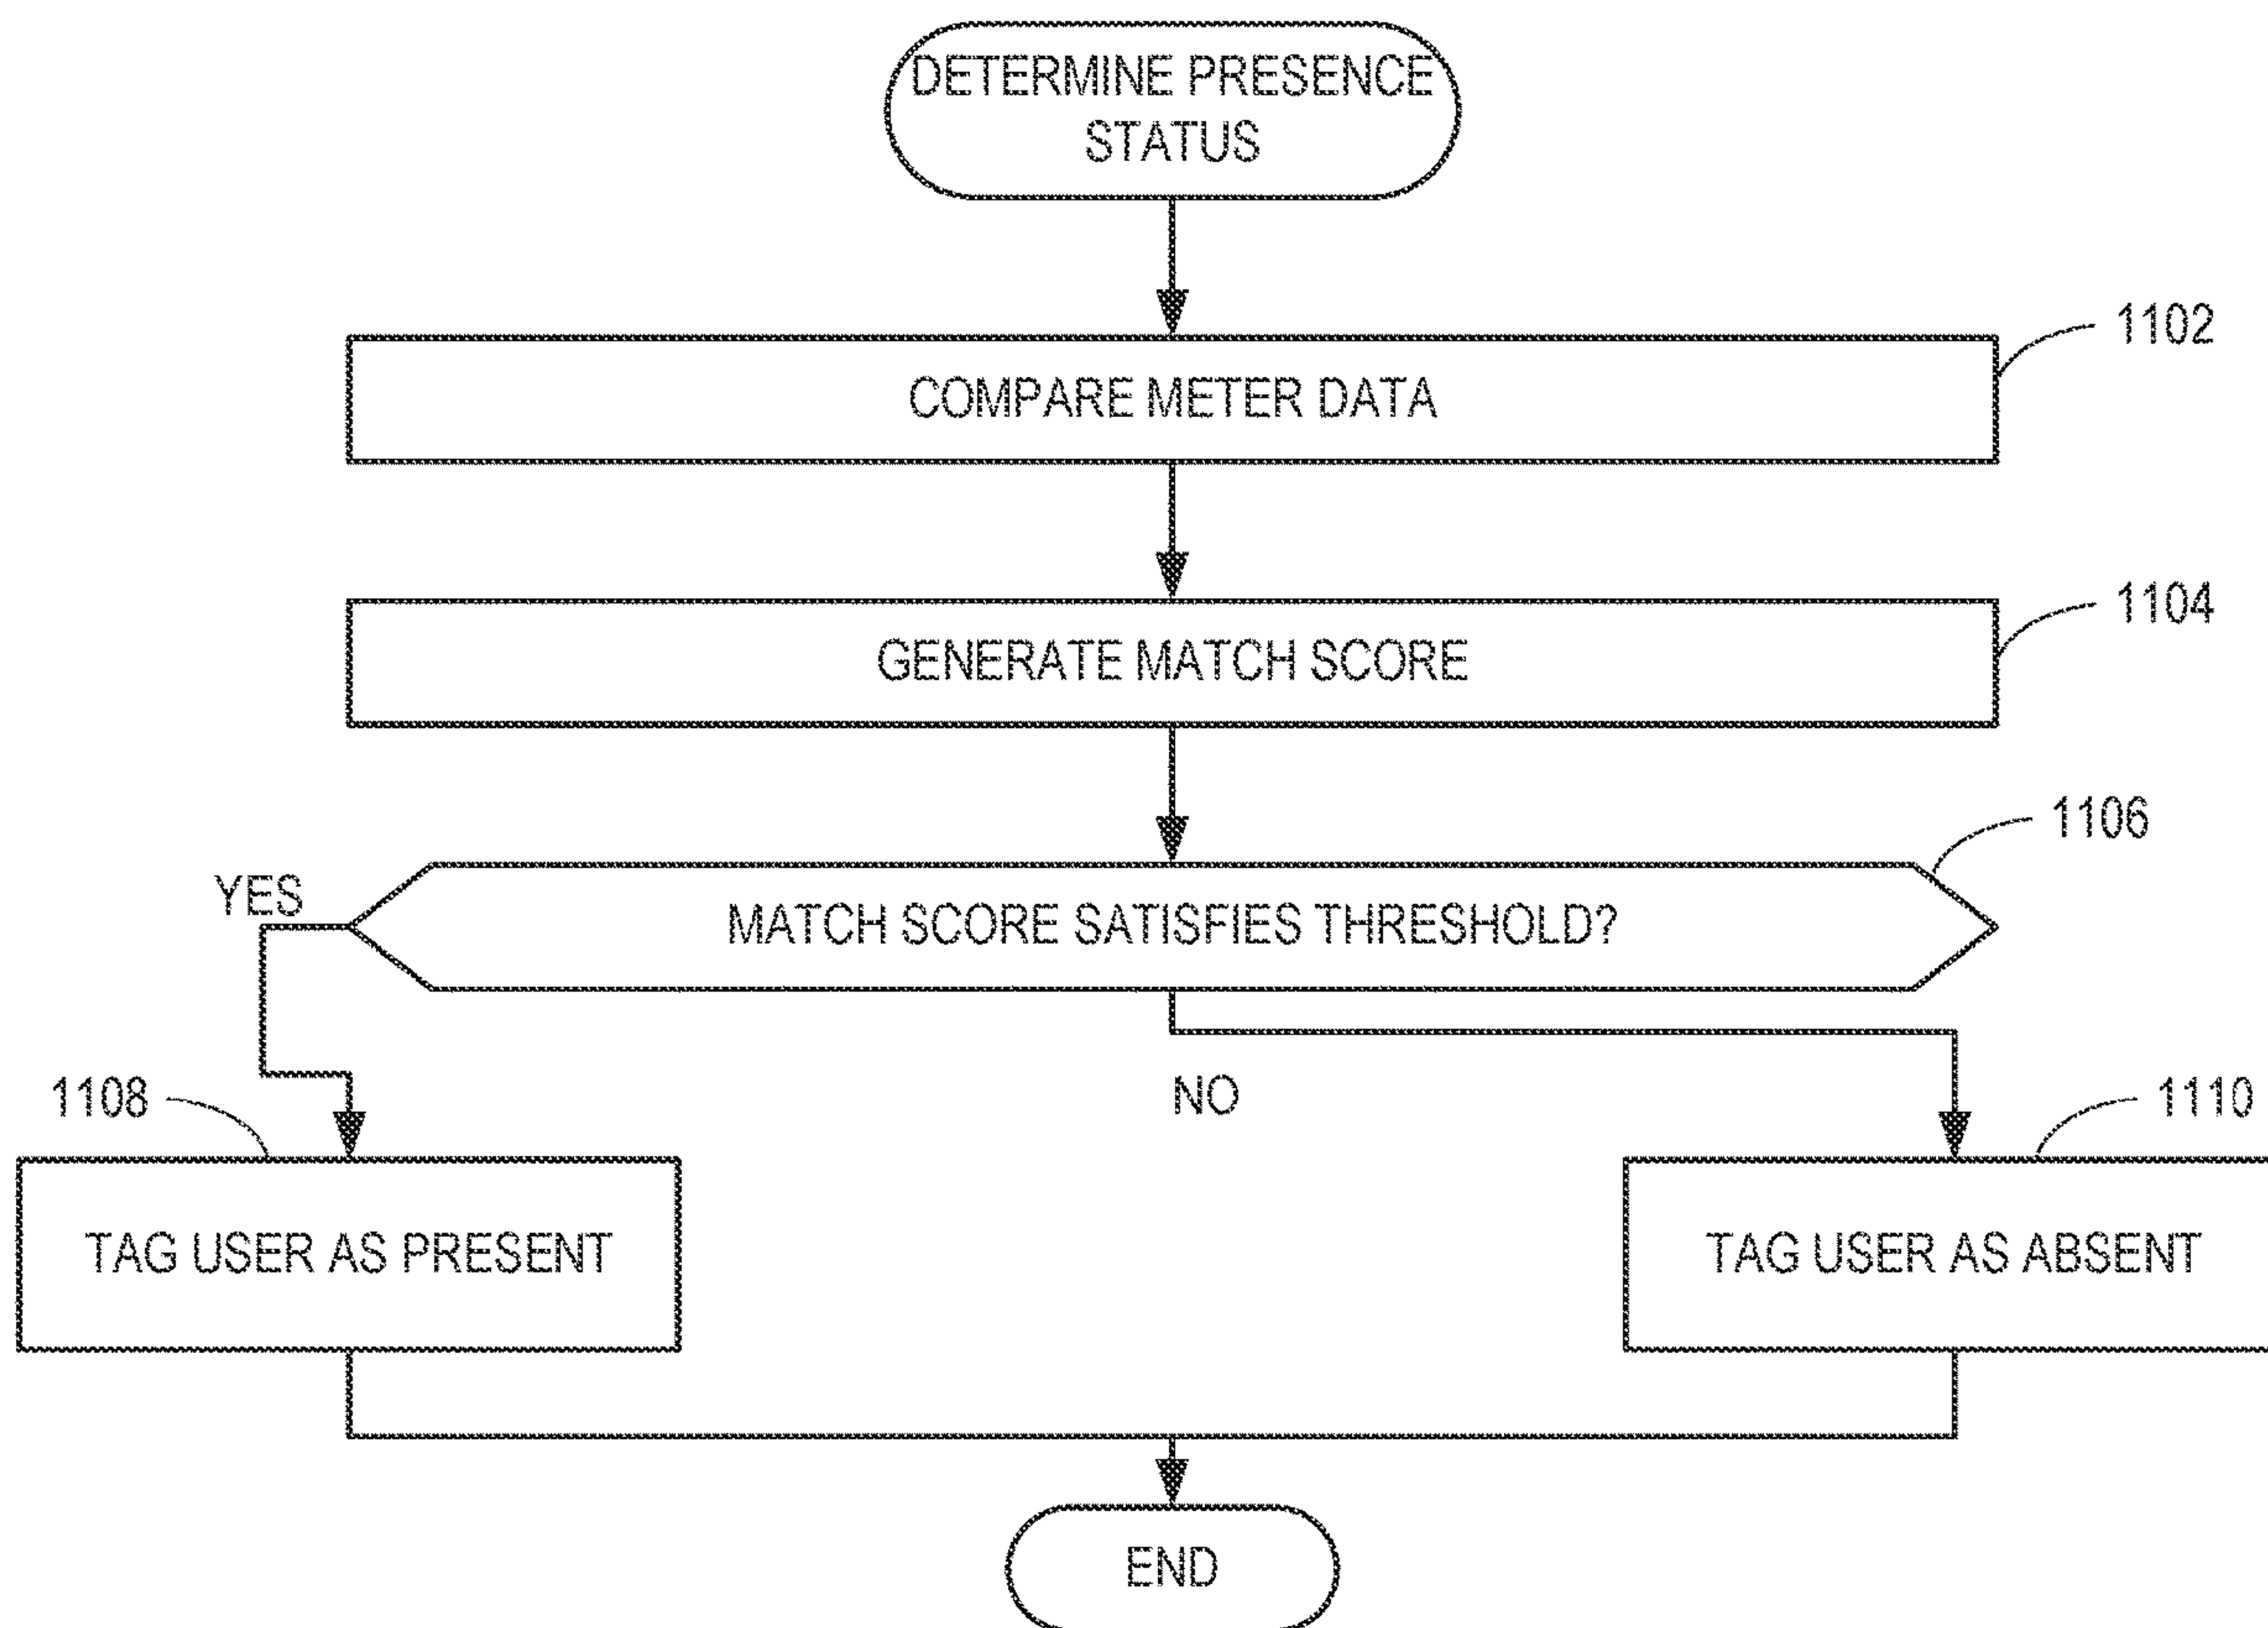 DETERMINE PRESENCE
STATUS
1102
COMPARE METER DATA
1104
GENERATE MATCH SCORE
1106
YES
MATCH SCORE SATISFIES THRESHOLD?
1108
NO
1110
TAG USER AS PRESENT
TAG USER AS ABSENT
END